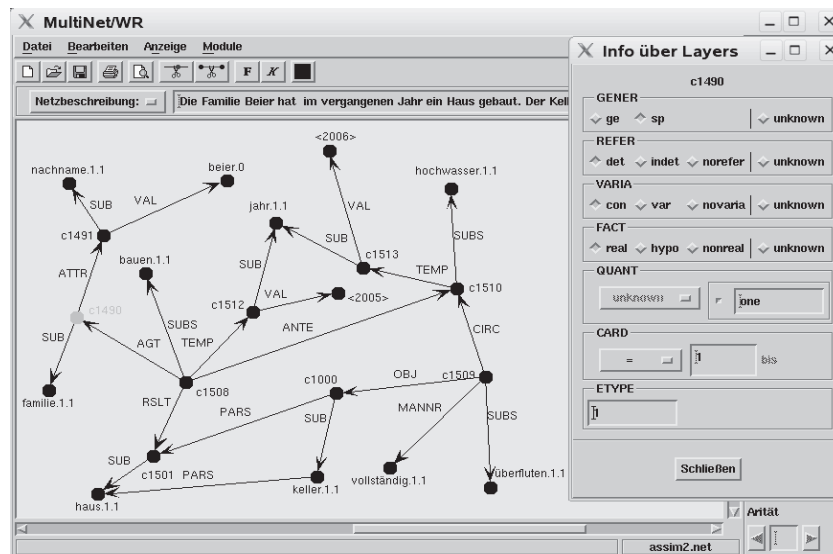 MultiNet/WR
Datei Bearbeiten Anzeige Module
F K
Netzbeschreibung: Die Familie Beier hat im vergangenen Jahr ein Haus gebaut. Der Kell
<2006>
nachname.1.1 beier.0 hochwasser.1.1
SUB VAL jahr.1.1 VAL
c1491 SUB SUBS
bauen.1.1 c1513
ATTR SUB TEMP
c1490 c1512 VAL <2005> c1510
SUB SUBS
AGT TEMP ANTE CIRC
familie.1.1 c1508 c1000 OBJ c1509
RSLT PARS SUB MANNR SUBS
SUB c1501 PARS
haus.1.1 keller.1.1 vollständig.1.1 überfluten.1.1
assim2.net
Arität
Info über Layers
c1490
GENER
ge sp unknown
REFER
det indet norefer unknown
VARIA
con var novaria unknown
FACT
real hypo nonreal unknown
QUANT
unknown one
CARD
= 1 bis
ETYPE
1
Schließen